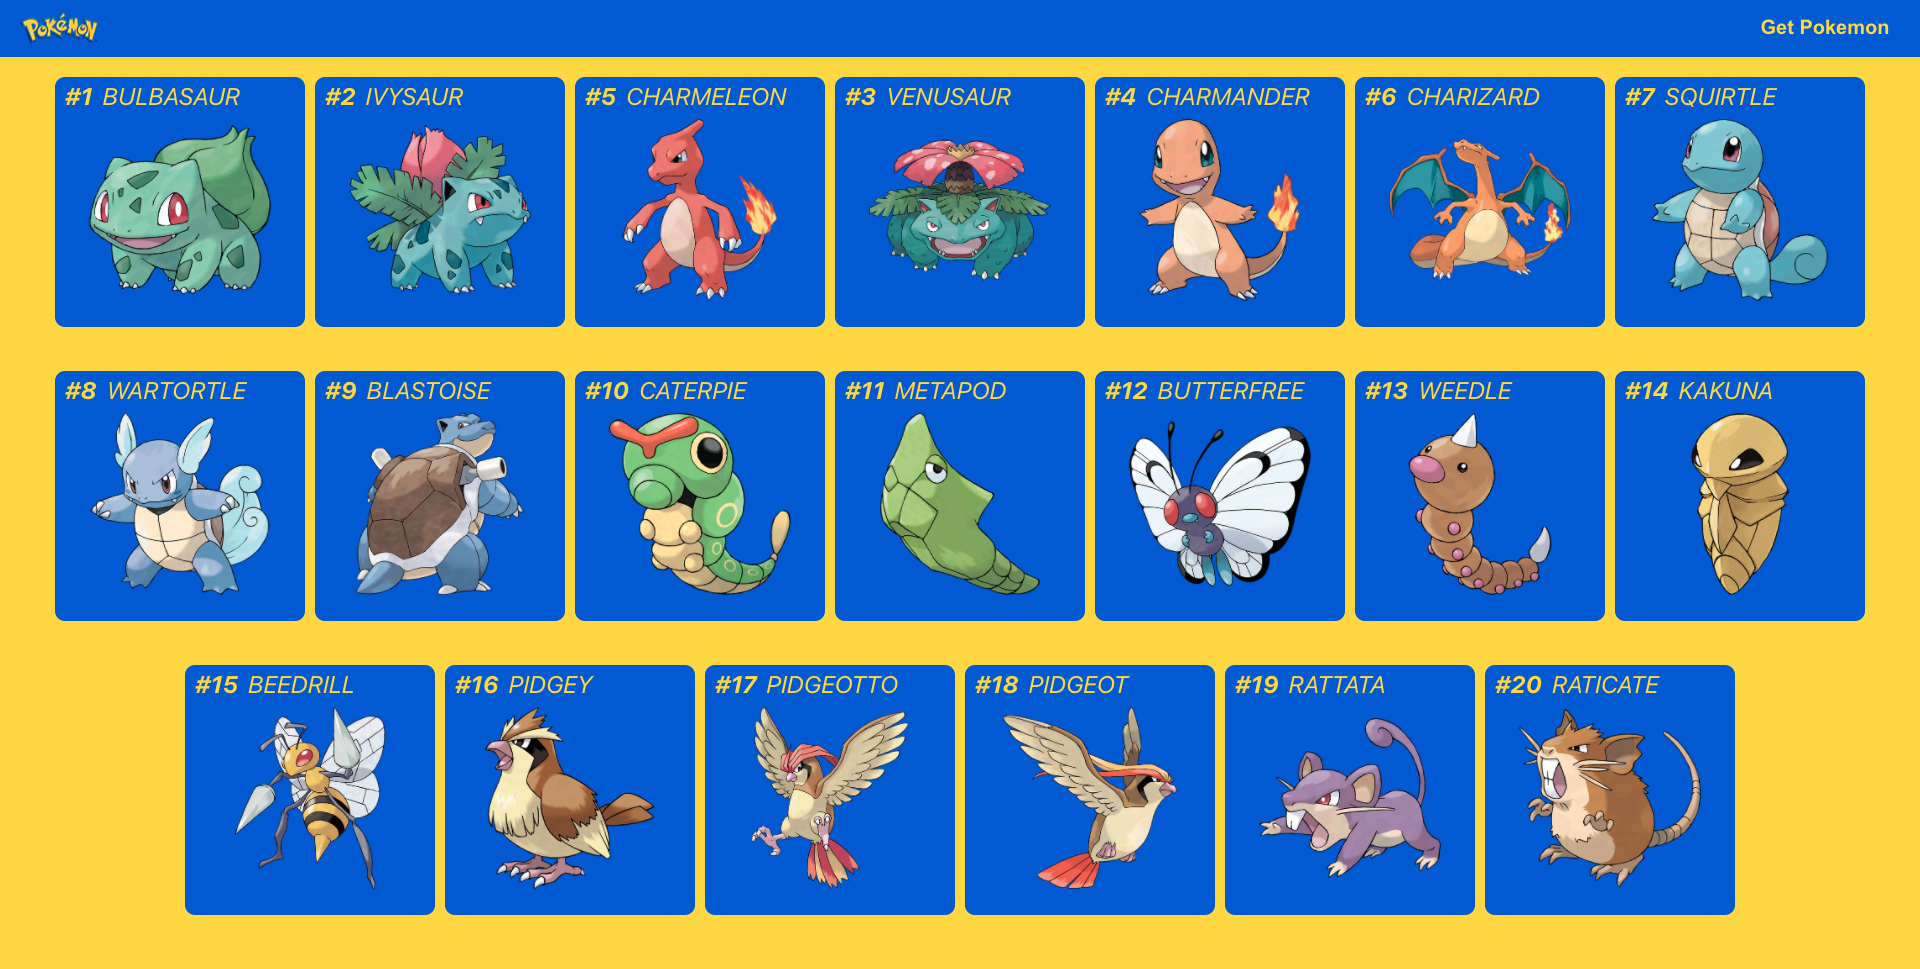 POKéMON
Get Pokemon
#1 BULBASAUR
#2 IVYSAUR
#5 CHARMELEON
#3 VENUSAUR
#4 CHARMANDER
#6 CHARIZARD
#7 SQUIRTLE
#8 WARTORTLE
#9 BLASTOISE
#10 CATERPIE
#11 METAPOD
#12 BUTTERFREE
#13 WEEDLE
#14 KAKUNA
#15 BEEDRILL
#16 PIDGEY
#17 PIDGEOTTO
#18 PIDGEOT
#19 RATTATA
#20 RATICATE